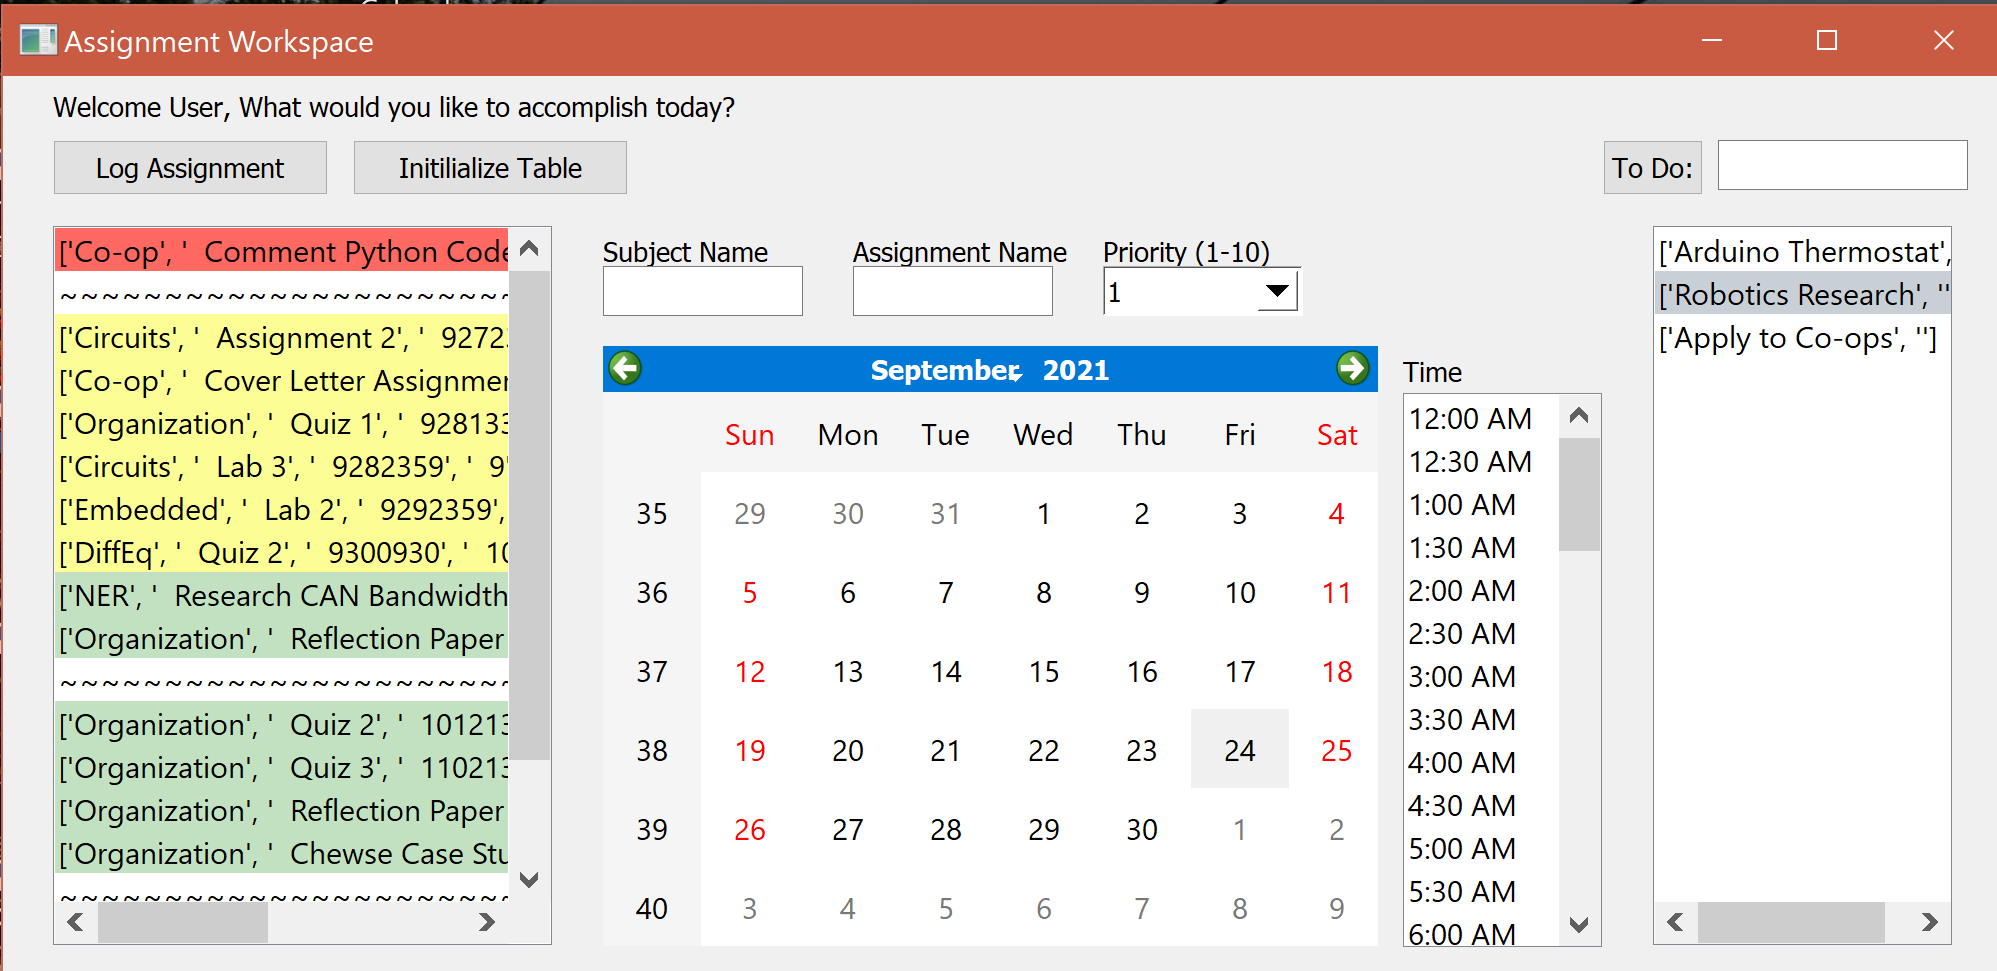 Assignment Workspace
Welcome User, What would you like to accomplish today?
Log Assignment
Initilialize Table
To Do:
['Co-op', '  Comment Python Code
~~~~~~~~~~~~~~~~~~~~~~
['Circuits', '  Assignment 2', '  9272
['Co-op', '  Cover Letter Assignmen
['Organization', '  Quiz 1', '  928133
['Circuits', '  Lab 3', '  9282359', '  9'
['Embedded', '  Lab 2', '  9292359',
['DiffEq', '  Quiz 2', '  9300930', '  10
['NER', '  Research CAN Bandwidth
['Organization', '  Reflection Paper
~~~~~~~~~~~~~~~~~~~~~~
['Organization', '  Quiz 2', '  101213
['Organization', '  Quiz 3', '  110213
['Organization', '  Reflection Paper
['Organization', '  Chewse Case Stu
~~~~~~~~~~~~~~~~~~~~~~
Subject Name
Assignment Name
Priority (1-10)
1
September, 2021
Sun Mon Tue Wed Thu Fri Sat
35 29 30 31 1 2 3 4
36 5 6 7 8 9 10 11
37 12 13 14 15 16 17 18
38 19 20 21 22 23 24 25
39 26 27 28 29 30 1 2
40 3 4 5 6 7 8 9
Time
12:00 AM
12:30 AM
1:00 AM
1:30 AM
2:00 AM
2:30 AM
3:00 AM
3:30 AM
4:00 AM
4:30 AM
5:00 AM
5:30 AM
6:00 AM
['Arduino Thermostat',
['Robotics Research', ''
['Apply to Co-ops', '']